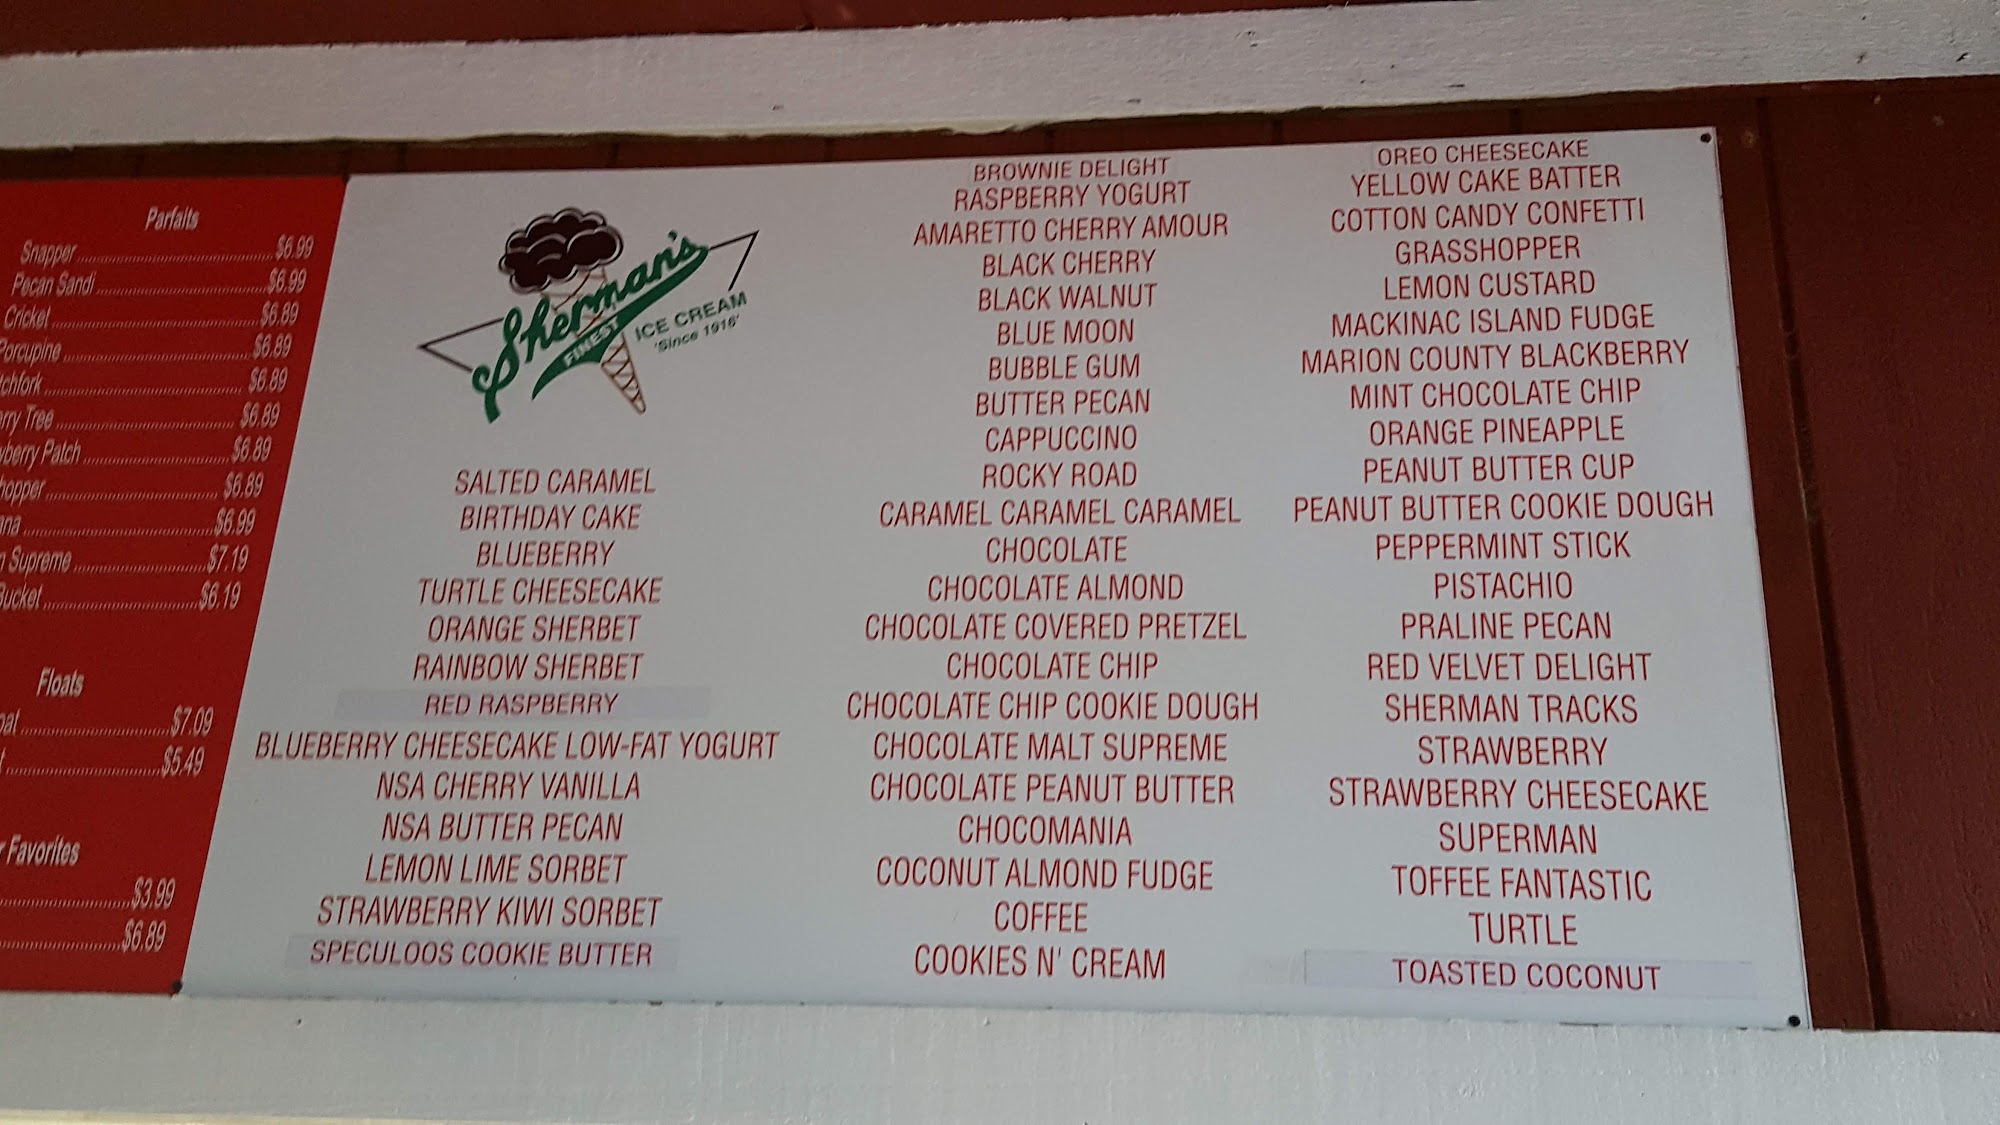 Parfaits
Snapper $6.99
Pecan Sandi $6.99
Cricket $6.89
Porcupine $6.89
$6.89
Tree $6.89
Patch $6.89
$6.89
$6.99
Supreme $7.19
Bucket $6.19
Floats
$7.09
$5.49
Favorites
$3.99
$6.89
Sherman's
FINEST ICE CREAM
'Since 1916'
SALTED CARAMEL
BIRTHDAY CAKE
BLUEBERRY
TURTLE CHEESECAKE
ORANGE SHERBET
RAINBOW SHERBET
RED RASPBERRY
BLUEBERRY CHEESECAKE LOW-FAT YOGURT
NSA CHERRY VANILLA
NSA BUTTER PECAN
LEMON LIME SORBET
STRAWBERRY KIWI SORBET
SPECULOOS COOKIE BUTTER
BROWNIE DELIGHT
RASPBERRY YOGURT
AMARETTO CHERRY AMOUR
BLACK CHERRY
BLACK WALNUT
BLUE MOON
BUBBLE GUM
BUTTER PECAN
CAPPUCCINO
ROCKY ROAD
CARAMEL CARAMEL CARAMEL
CHOCOLATE
CHOCOLATE ALMOND
CHOCOLATE COVERED PRETZEL
CHOCOLATE CHIP
CHOCOLATE CHIP COOKIE DOUGH
CHOCOLATE MALT SUPREME
CHOCOLATE PEANUT BUTTER
CHOCOMANIA
COCONUT ALMOND FUDGE
COFFEE
COOKIES N' CREAM
OREO CHEESECAKE
YELLOW CAKE BATTER
COTTON CANDY CONFETTI
GRASSHOPPER
LEMON CUSTARD
MACKINAC ISLAND FUDGE
MARION COUNTY BLACKBERRY
MINT CHOCOLATE CHIP
ORANGE PINEAPPLE
PEANUT BUTTER CUP
PEANUT BUTTER COOKIE DOUGH
PEPPERMINT STICK
PISTACHIO
PRALINE PECAN
RED VELVET DELIGHT
SHERMAN TRACKS
STRAWBERRY
STRAWBERRY CHEESECAKE
SUPERMAN
TOFFEE FANTASTIC
TURTLE
TOASTED COCONUT